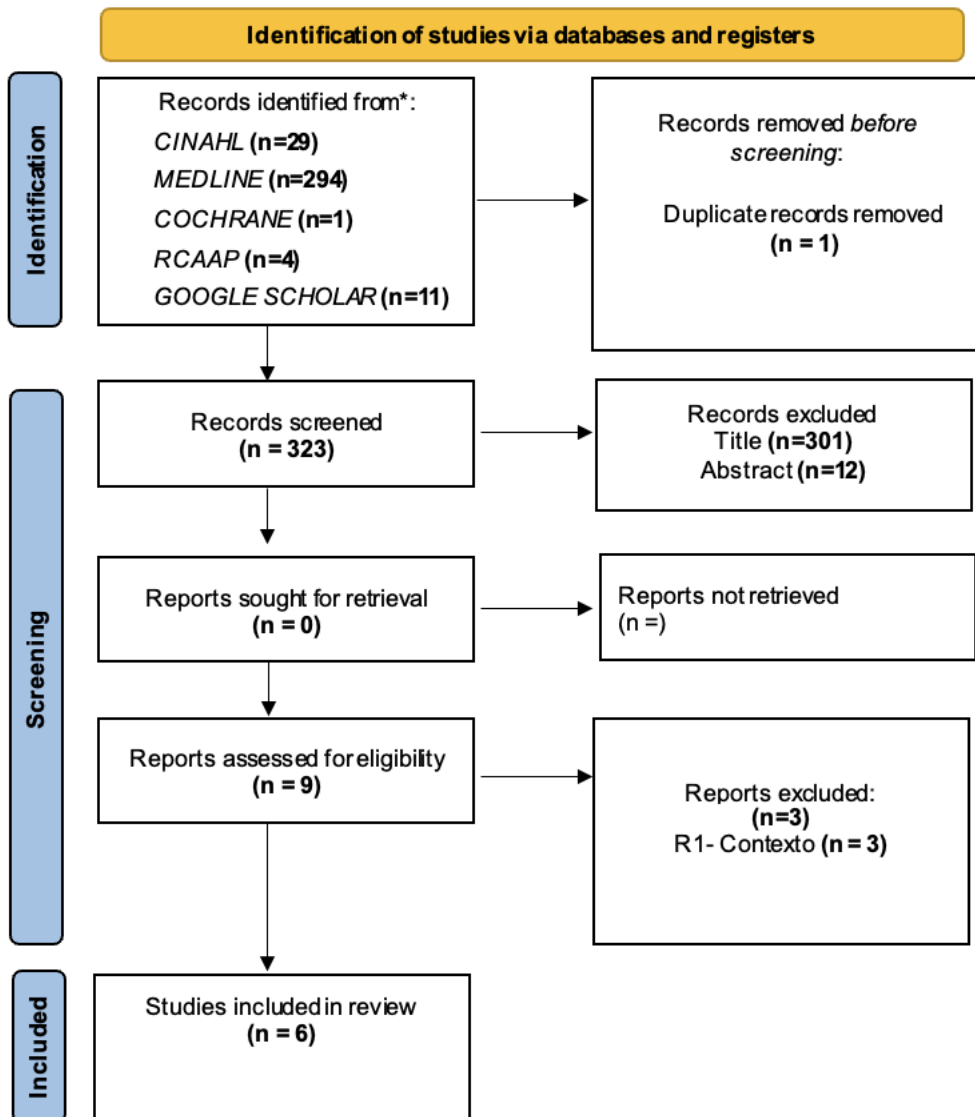 Identification of studies via databases and registers
Identification
Records identified from*:
CINAHL (n=29)
MEDLINE (n=294)
COCHRANE (n=1)
RCAAP (n=4)
GOOGLE SCHOLAR (n=11)
Records removed before
screening:
Duplicate records removed
(n = 1)
Screening
Records screened
(n = 323)
Records excluded
Title (n=301)
Abstract (n=12)
Reports sought for retrieval
(n = 0)
Reports not retrieved
(n =)
Reports assessed for eligibility
(n = 9)
Reports excluded:
(n=3)
R1- Contexto (n = 3)
Included
Studies included in review
(n = 6)